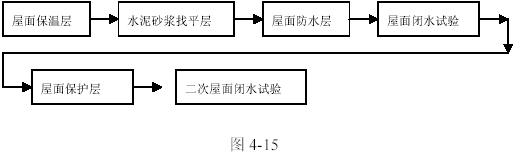 屋面保温层
水泥砂浆找平层
屋面防水层
屋面闭水试验
屋面保护层
二次屋面闭水试验
图 4-15